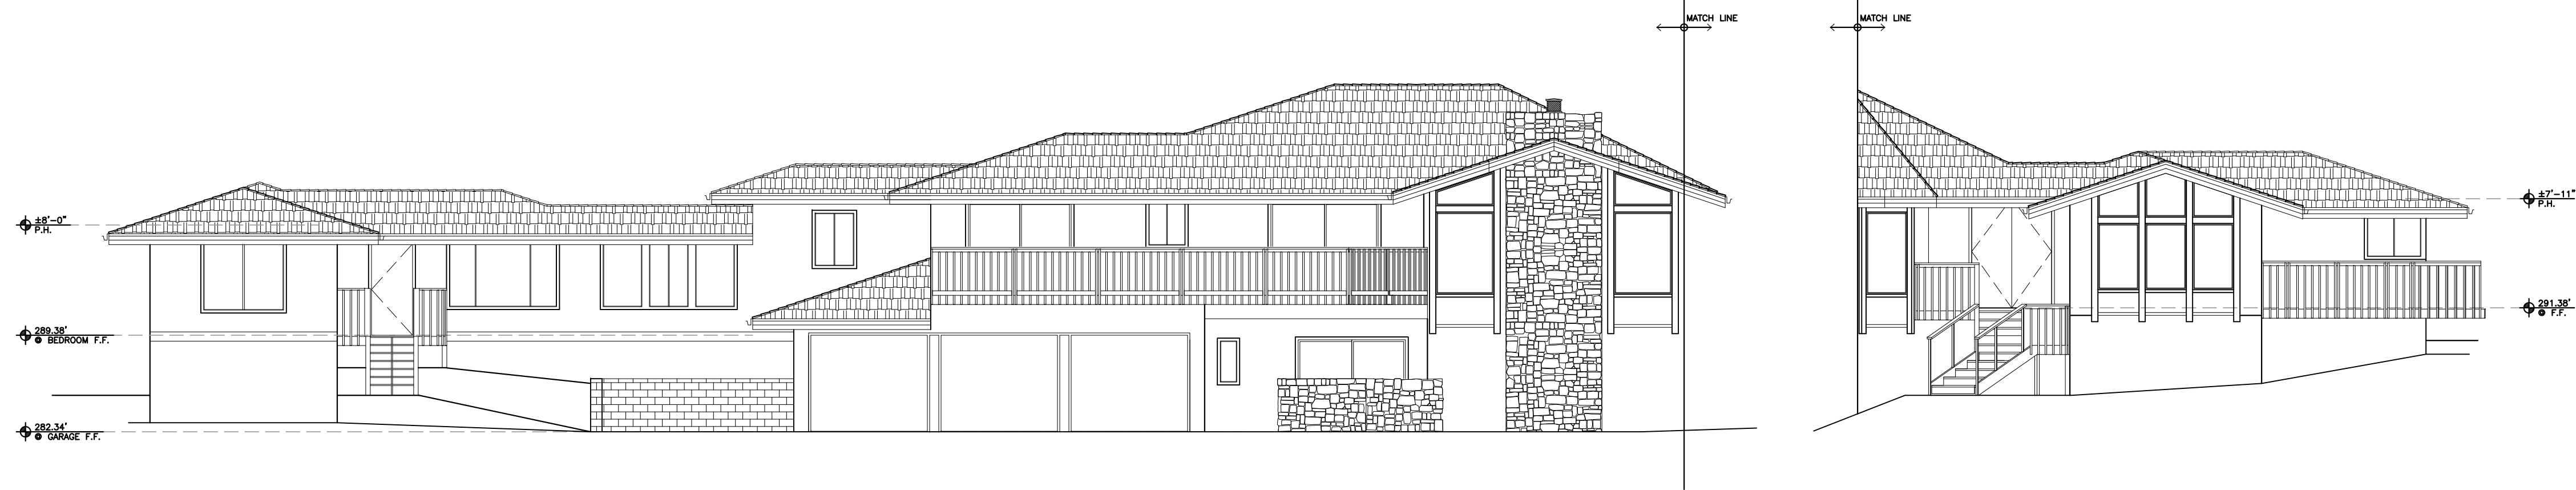 MATCH LINE
MATCH LINE
±8'-0"
P.H.
±7'-11"
P.H.
289.38'
@ BEDROOM F.F.
291.38'
@ F.F.
282.34'
@ GARAGE F.F.